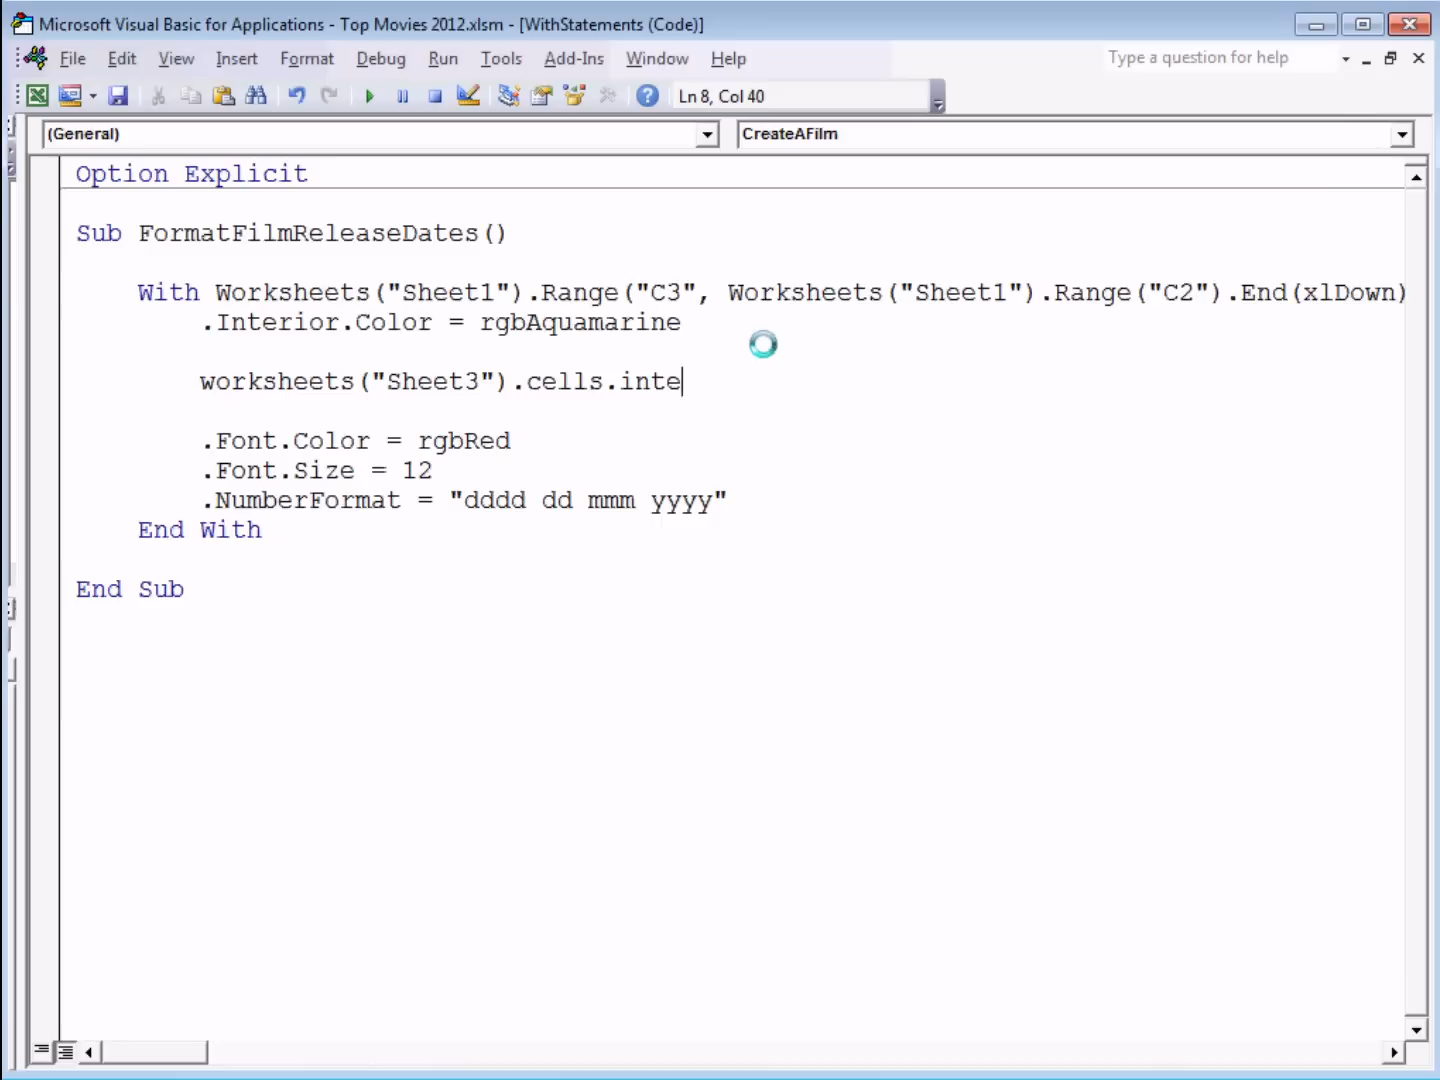 Microsoft Visual Basic for Applications - Top Movies 2012.xlsm - [WithStatements (Code)]
File Edit View Insert Format Debug Run Tools Add-Ins Window Help
Type a question for help
Ln 8, Col 40
(General)
CreateAFilm
Option Explicit
Sub FormatFilmReleaseDates()
With Worksheets("Sheet1").Range("C3", Worksheets("Sheet1").Range("C2").End(xlDown)
.Interior.Color = rgbAquamarine
worksheets("Sheet3").cells.inte
.Font.Color = rgbRed
.Font.Size = 12
.NumberFormat = "dddd dd mmm yyyy"
End With
End Sub